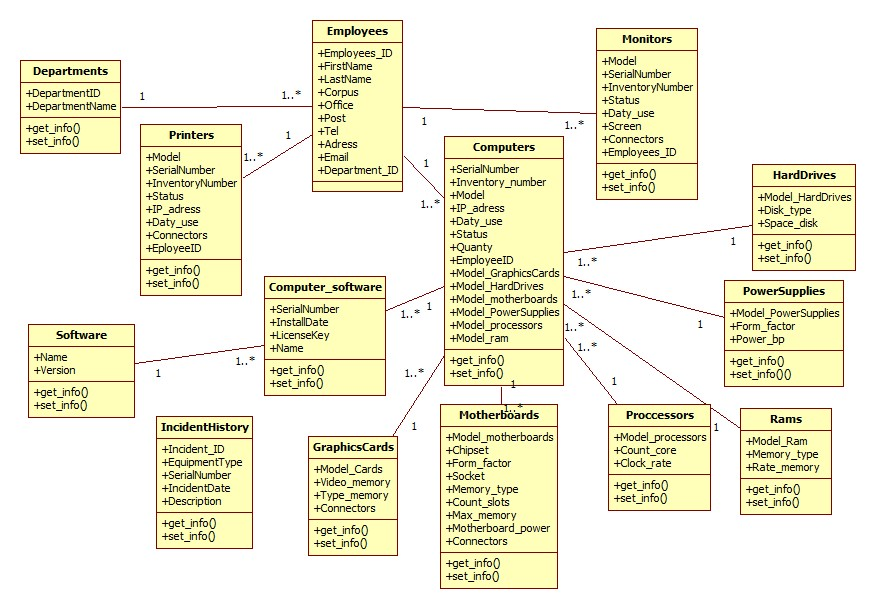 Employees
+Employees_ID
+FirstName
+LastName
+Corpus
+Office
+Post
+Tel
+Adress
+Email
+Department_ID
Monitors
+Model
+SerialNumber
+InventoryNumber
+Status
+Daty_use
+Screen
+Connectors
+Employees_ID
+get_info()
+set_info()
Departments
+DepartmentID
+DepartmentName
+get_info()
+set_info()
1
1..*
1
1..*
Printers
+Model
+SerialNumber
+InventoryNumber
+Status
+IP_adress
+Daty_use
+Connectors
+EployeeID
+get_info()
+set_info()
1
1..*
1
1..*
Computers
+SerialNumber
+Inventory_number
+Model
+IP_adress
+Daty_use
+Status
+Quanty
+EmployeeID
+Model_GraphicsCards
+Model_HardDrives
+Model_motherboards
+Model_PowerSupplies
+Model_processors
+Model_ram
+get_info()
+set_info()
HardDrives
+Model_HardDrives
+Disk_type
+Space_disk
+get_info()
+set_info()
1
1..*
PowerSupplies
+Model_PowerSupplies
+Form_factor
+Power_bp
+get_info()
+set_info()()
1..*
1
Computer_software
+SerialNumber
+InstallDate
+LicenseKey
+Name
+get_info()
+set_info()
1..*
1
Software
+Name
+Version
+get_info()
+set_info()
1
1..*
1..*
1..*
1..*
1
1
1..*
1
1
IncidentHistory
+Incident_ID
+EquipmentType
+SerialNumber
+IncidentDate
+Description
+get_info()
+set_info()
GraphicsCards
+Model_Cards
+Video_memory
+Type_memory
+Connectors
+get_info()
+set_info()
Motherboards
+Model_motherboards
+Chipset
+Form_factor
+Socket
+Memory_type
+Count_slots
+Max_memory
+Motherboard_power
+Connectors
+get_info()
+set_info()
Proccessors
+Model_processors
+Count_core
+Clock_rate
+get_info()
+set_info()
Rams
+Model_Ram
+Memory_type
+Rate_memory
+get_info()
+set_info()